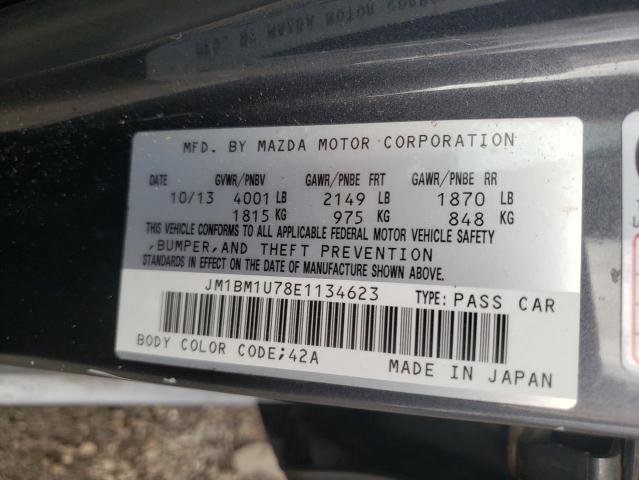 MFD. BY MAZDA MOTOR CORPORATION
DATE GVWR/PNBV GAWR/PNBE FRT GAWR/PNBE RR
10/13 4001 LB 2149 LB 1870 LB
1815 KG 975 KG 848 KG
THIS VEHICLE CONFORMS TO ALL APPLICABLE FEDERAL MOTOR VEHICLE SAFETY
,BUMPER,AND THEFT PREVENTION
STANDARDS IN EFFECT ON THE DATE OF MANUFACTURE SHOWN ABOVE.
JM1BM1U78E1134623 TYPE: PASS CAR
BODY COLOR CODE;42A MADE IN JAPAN